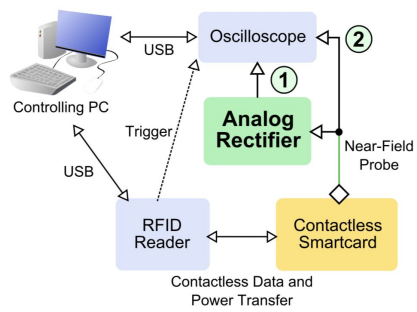 USB
Oscilloscope
2
1
Controlling PC
Trigger
Analog
Rectifier
Near-Field
Probe
USB
RFID
Reader
Contactless
Smartcard
Contactless Data and
Power Transfer